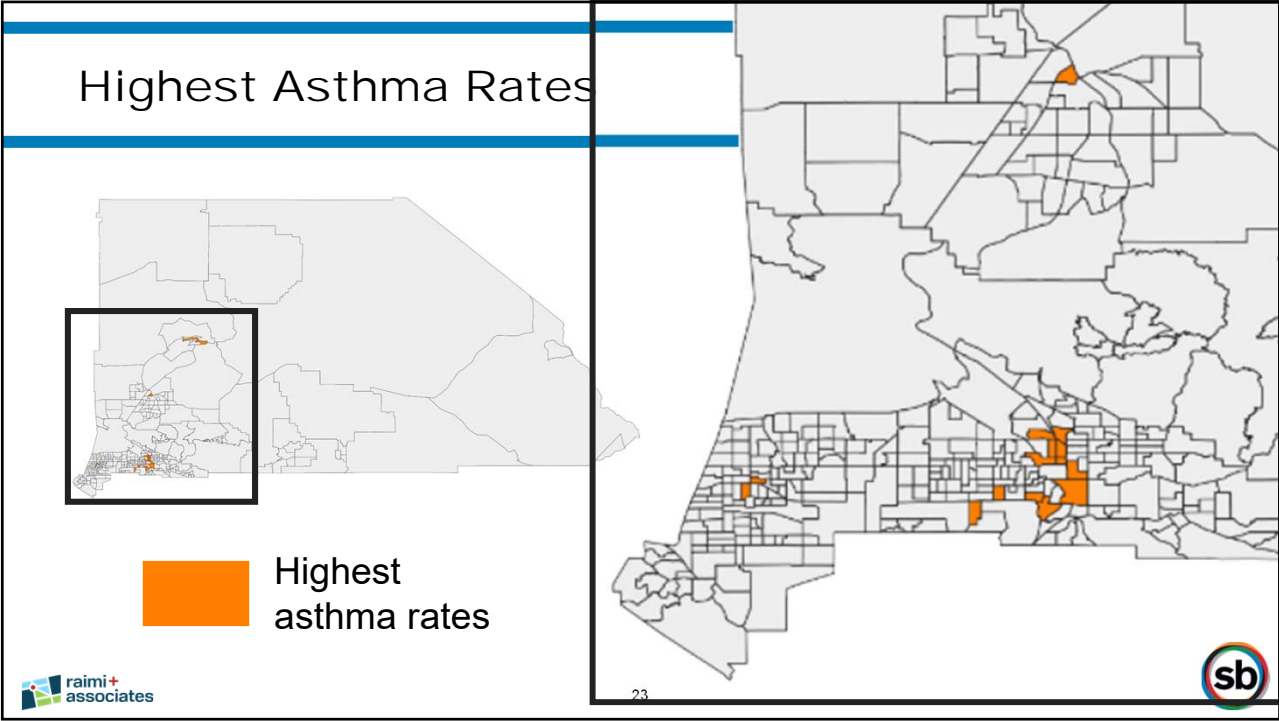 Highest Asthma Rates
Highest
asthma rates
raimi+
associates
23
sb